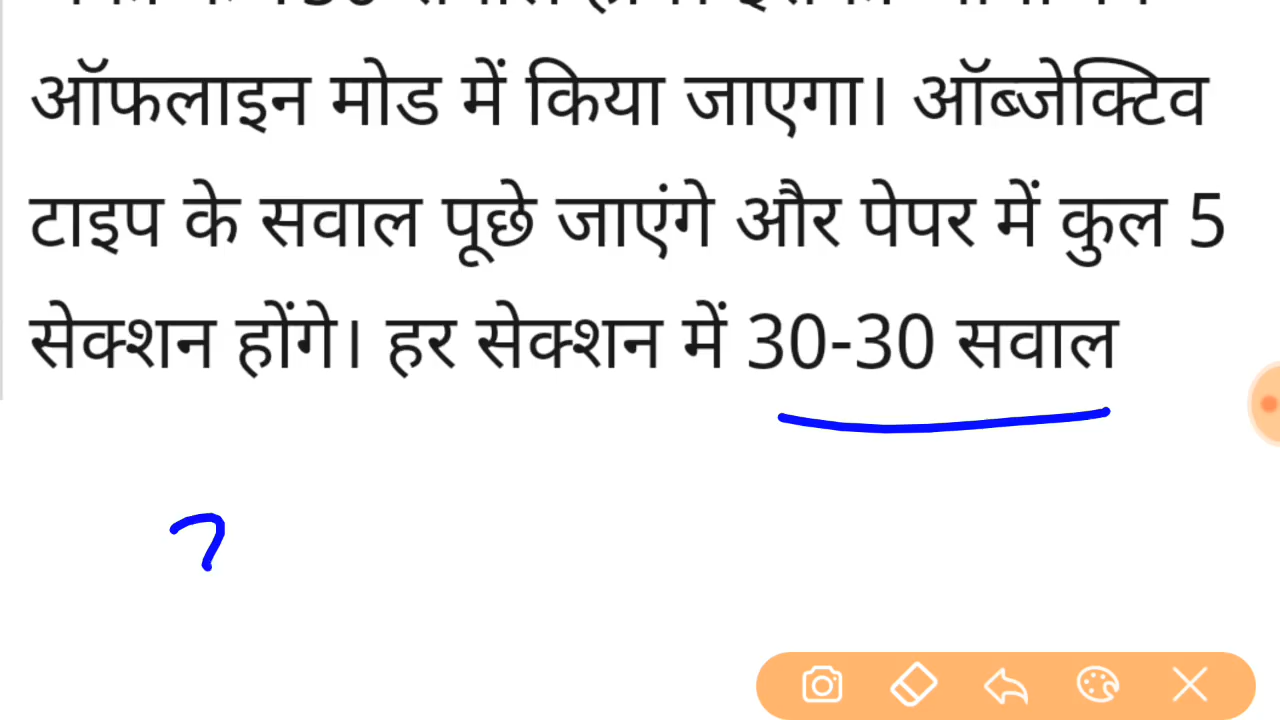 ऑफलाइन मोड में किया जाएगा। ऑब्जेक्टिव
टाइप के सवाल पूछे जाएंगे और पेपर में कुल 5
सेक्शन होंगे। हर सेक्शन में 30-30 सवाल